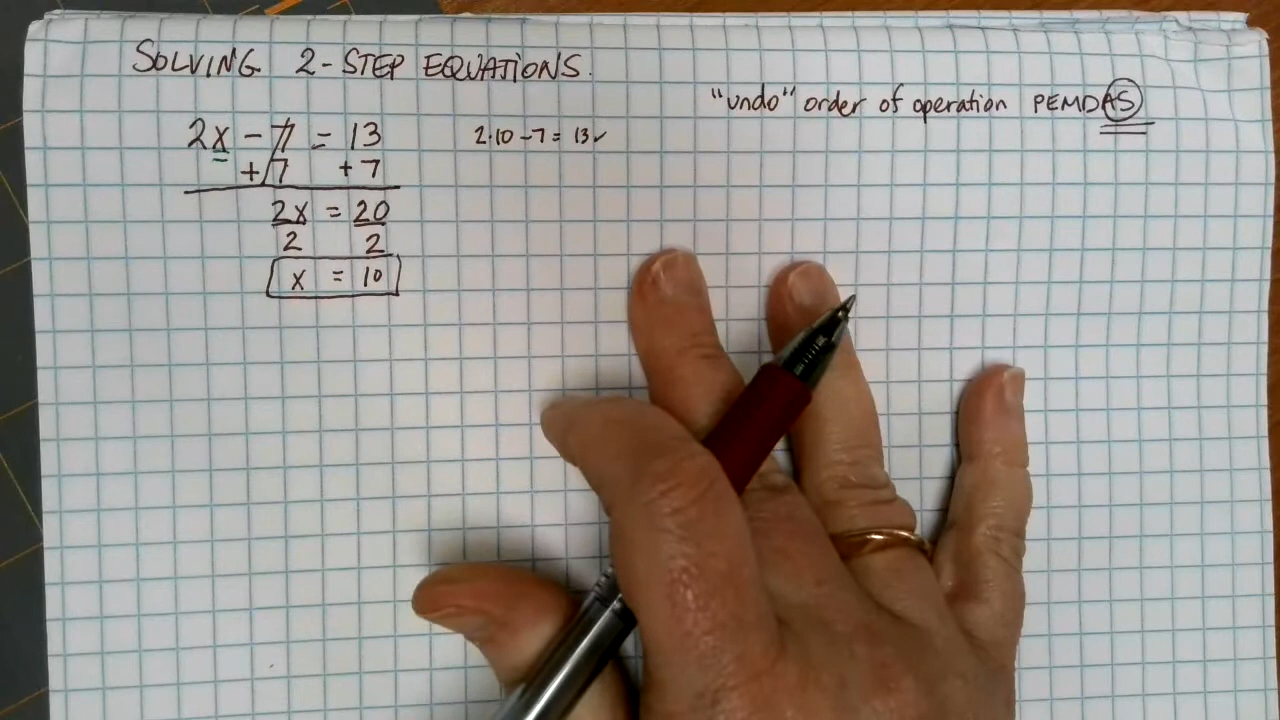 SOLVING 2-STEP EQUATIONS.
"undo" order of operation PEMDAS
2x - 7 = 13
2·10 - 7 = 13✓
+7 +7
2x = 20
2 2
x = 10